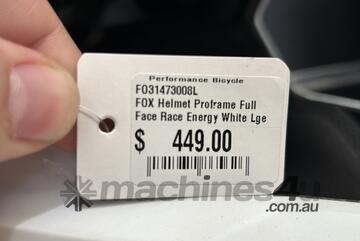 Performance Bicycle
FO31473008L
FOX Helmet Proframe Full
Face Race Energy White Lge
$ 449.00
machines4u
.com.au